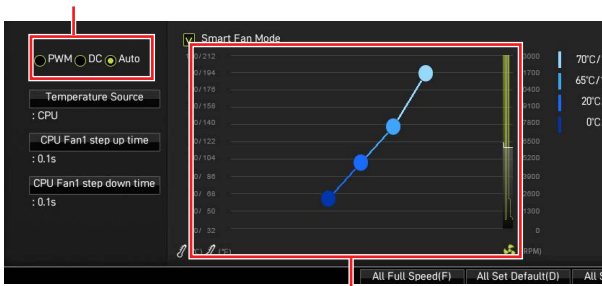 Smart Fan Mode
PWM DC Auto
Temperature Source
: CPU
CPU Fan1 step up time
: 0.1s
CPU Fan1 step down time
: 0.1s
0/212
0/194
0/176
0/158
0/140
0/122
0/104
0/ 86
0/ 68
0/ 50
0/ 32
(°C) (°F)
3000
1700
0400
9100
7800
6500
5200
3900
2600
1300
0
(RPM)
70°C/
65°C/
20°C
0°C
All Full Speed(F) All Set Default(D) All S